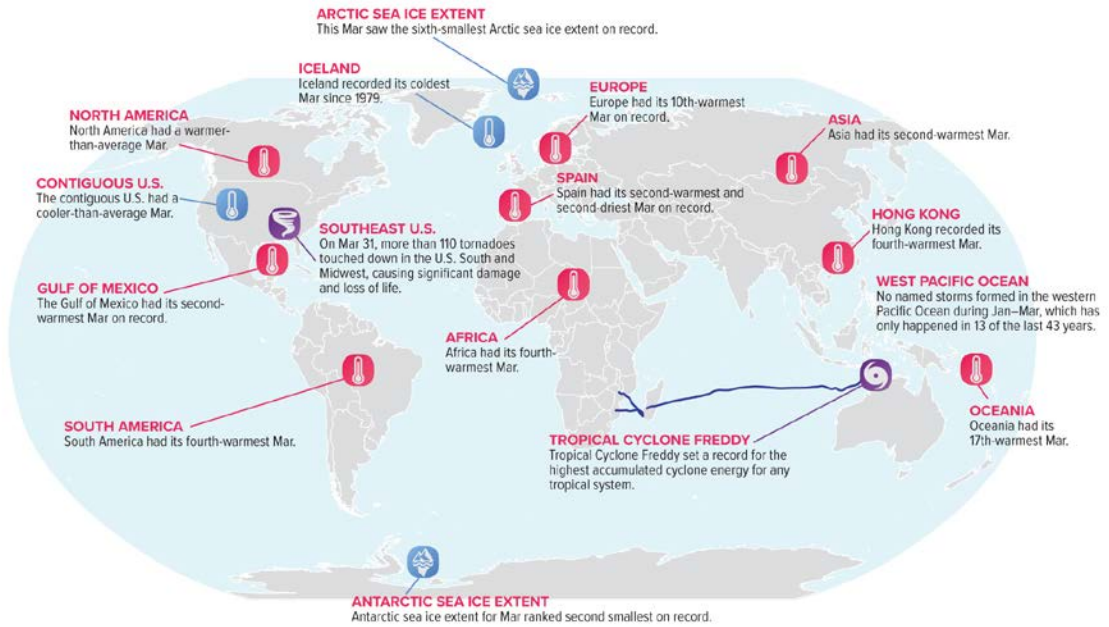 ARCTIC SEA ICE EXTENT
This Mar saw the sixth-smallest Arctic sea ice extent on record.
ICELAND
Iceland recorded its coldest
Mar since 1979.
EUROPE
Europe had its 10th-warmest
Mar on record.
NORTH AMERICA
North America had a warmer-
than-average Mar.
ASIA
Asia had its second-warmest Mar.
CONTIGUOUS U.S.
The contiguous U.S. had a
cooler-than-average Mar.
SPAIN
Spain had its second-warmest and
second-driest Mar on record.
SOUTHEAST U.S.
On Mar 31, more than 110 tornadoes
touched down in the U.S. South and
Midwest, causing significant damage
and loss of life.
HONG KONG
Hong Kong recorded its
fourth-warmest Mar.
GULF OF MEXICO
The Gulf of Mexico had its second-
warmest Mar on record.
WEST PACIFIC OCEAN
No named storms formed in the western
Pacific Ocean during Jan–Mar, which has
only happened in 13 of the last 43 years.
AFRICA
Africa had its fourth-
warmest Mar.
SOUTH AMERICA
South America had its fourth-warmest Mar.
OCEANIA
Oceania had its
17th-warmest Mar.
TROPICAL CYCLONE FREDDY
Tropical Cyclone Freddy set a record for the
highest accumulated cyclone energy for any
tropical system.
ANTARCTIC SEA ICE EXTENT
Antarctic sea ice extent for Mar ranked second smallest on record.